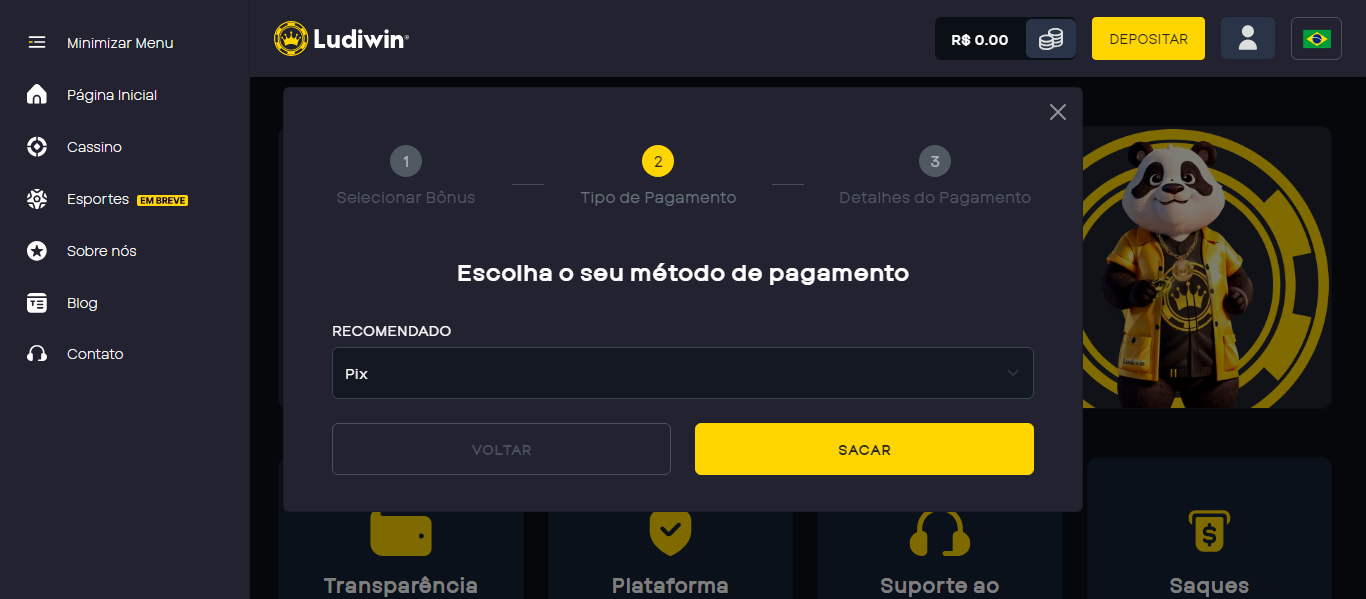 Minimizar Menu
Página Inicial
Cassino
Esportes EM BREVE
Sobre nós
Blog
Contato
Ludiwin
R$ 0.00
DEPOSITAR
1
2
3
Selecionar Bônus
Tipo de Pagamento
Detalhes do Pagamento
Escolha o seu método de pagamento
RECOMENDADO
Pix
VOLTAR
SACAR
Ludiwin
Transparência
Plataforma
Suporte ao
Saques